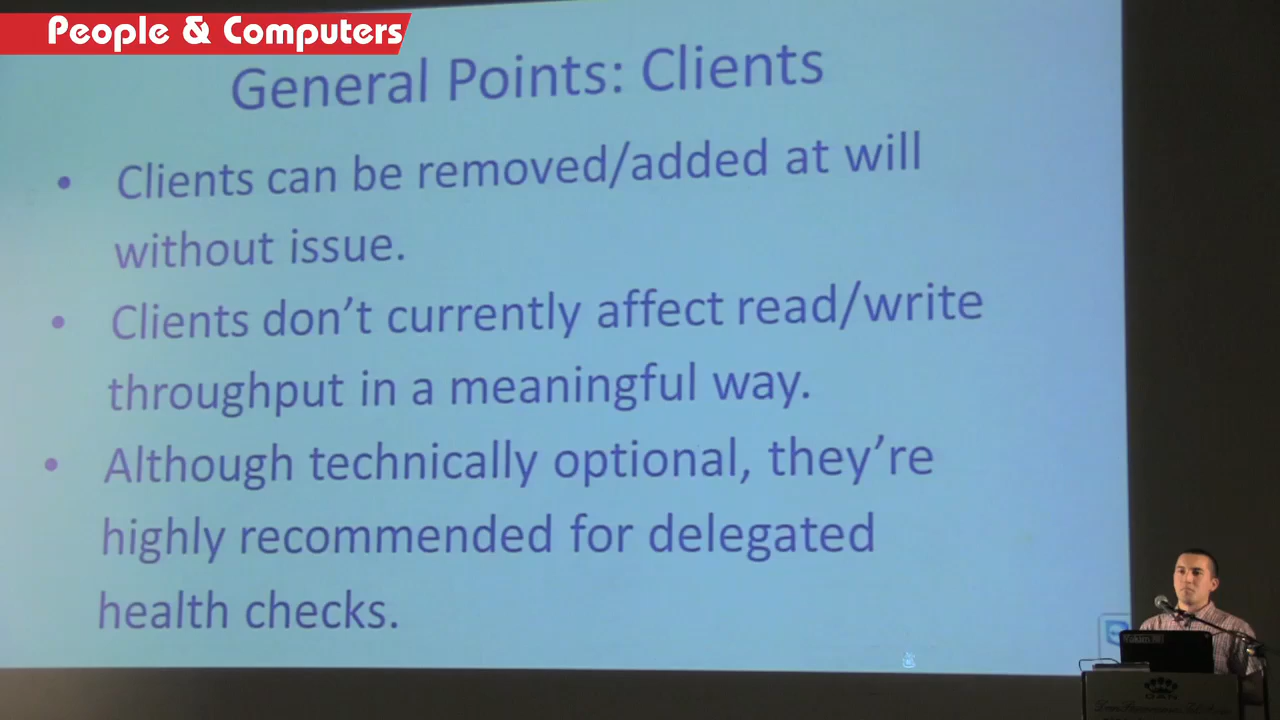 People & Computers
General Points: Clients
• Clients can be removed/added at will
without issue.
• Clients don't currently affect read/write
throughput in a meaningful way.
• Although technically optional, they're
highly recommended for delegated
health checks.
DAN